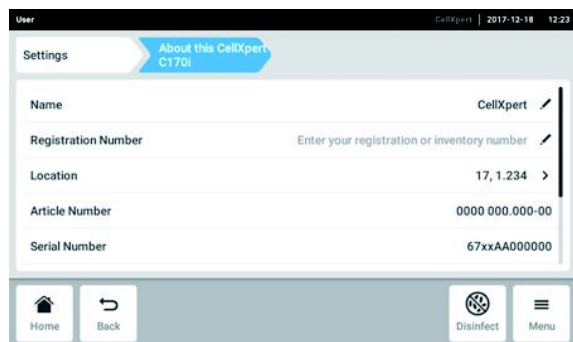 User CellXpert 2017-12-18 12:23
Settings
About this CellXpert
C170i
Name CellXpert
Registration Number Enter your registration or inventory number
Location 17, 1.234
Article Number 0000 000.000-00
Serial Number 67xxAA000000
Home Back Disinfect Menu